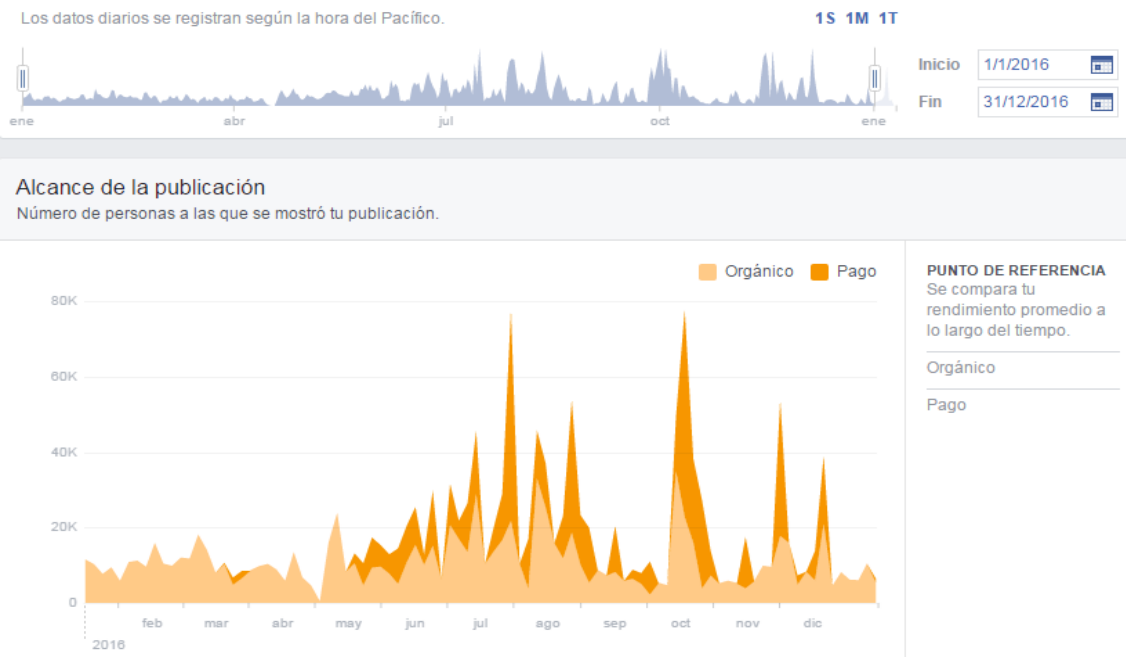 Los datos diarios se registran según la hora del Pacífico.
1S 1M 1T
Inicio 1/1/2016
Fin 31/12/2016
ene abr jul oct ene
Alcance de la publicación
Número de personas a las que se mostró tu publicación.
Orgánico Pago
80K
60K
40K
20K
0
feb mar abr may jun jul ago sep oct nov dic
2016
PUNTO DE REFERENCIA
Se compara tu
rendimiento promedio a
lo largo del tiempo.
Orgánico
Pago